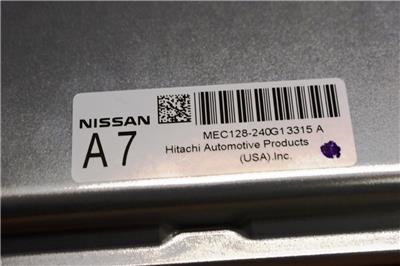 NISSAN
A7
MEC128-240G13315 A
Hitachi Automotive Products
(USA).Inc.